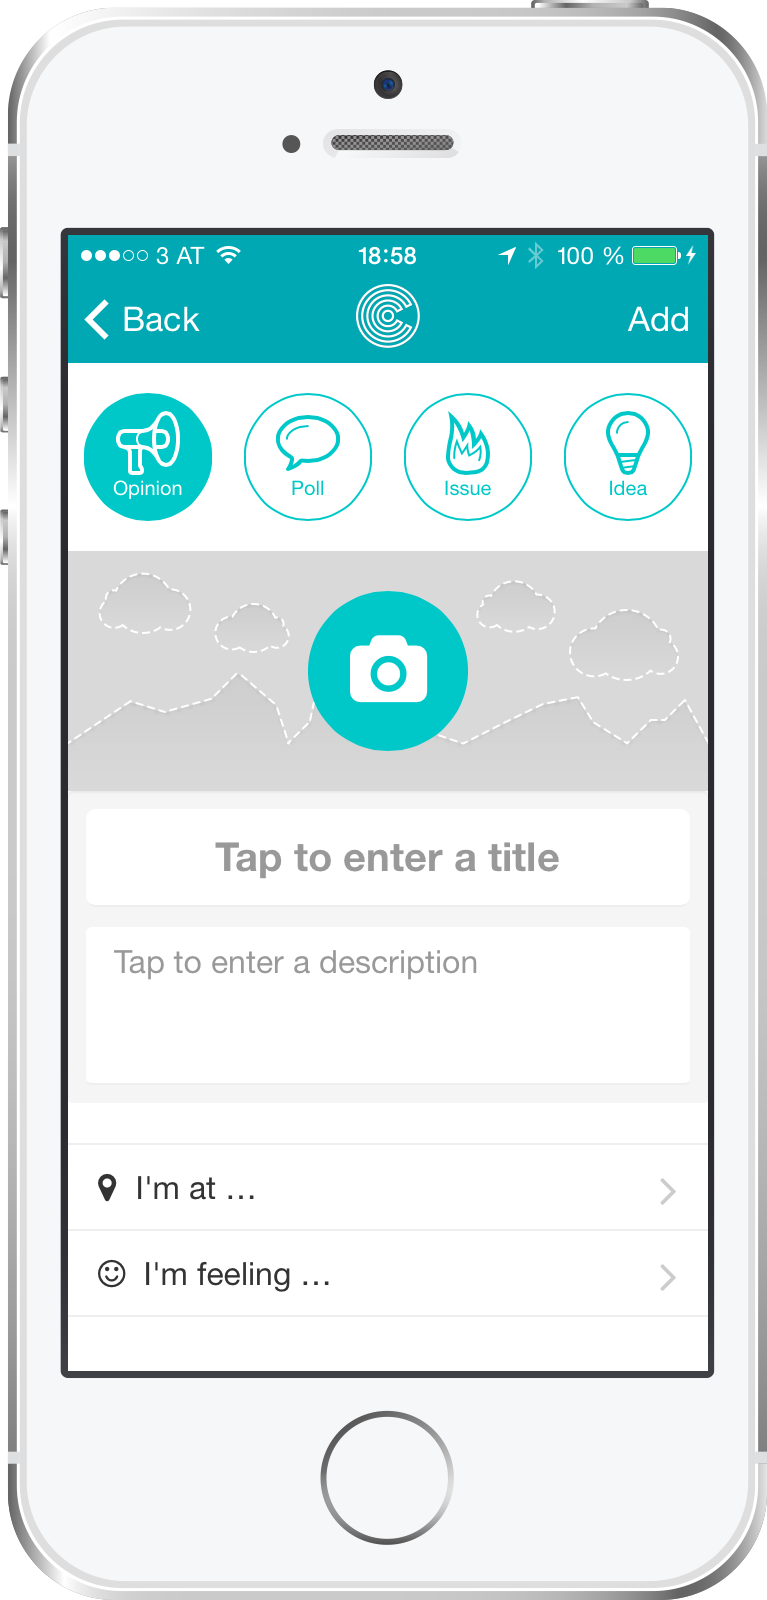 3 AT 18:58 100 %
Back Add
Opinion Poll Issue Idea
Tap to enter a title
Tap to enter a description
I'm at ...
I'm feeling ...